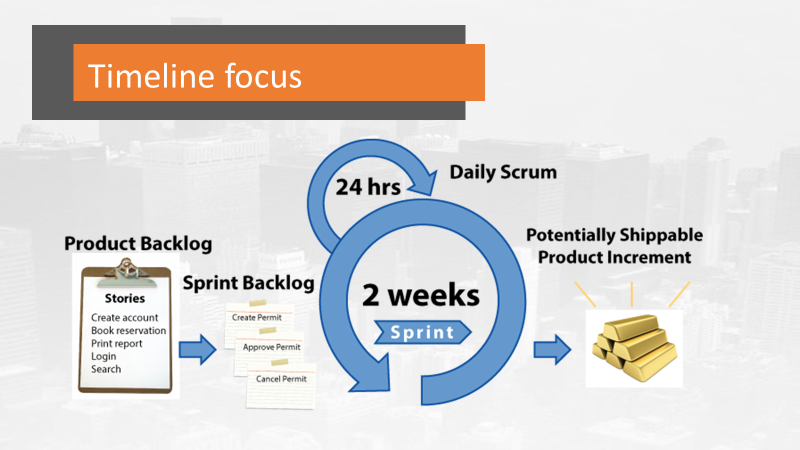 Timeline focus
24 hrs
Daily Scrum
Product Backlog
Stories
Create account
Book reservation
Print report
Login
Search
Sprint Backlog
Create Permit
Approve Permit
Cancel Permit
2 weeks
Sprint
Potentially Shippable
Product Increment